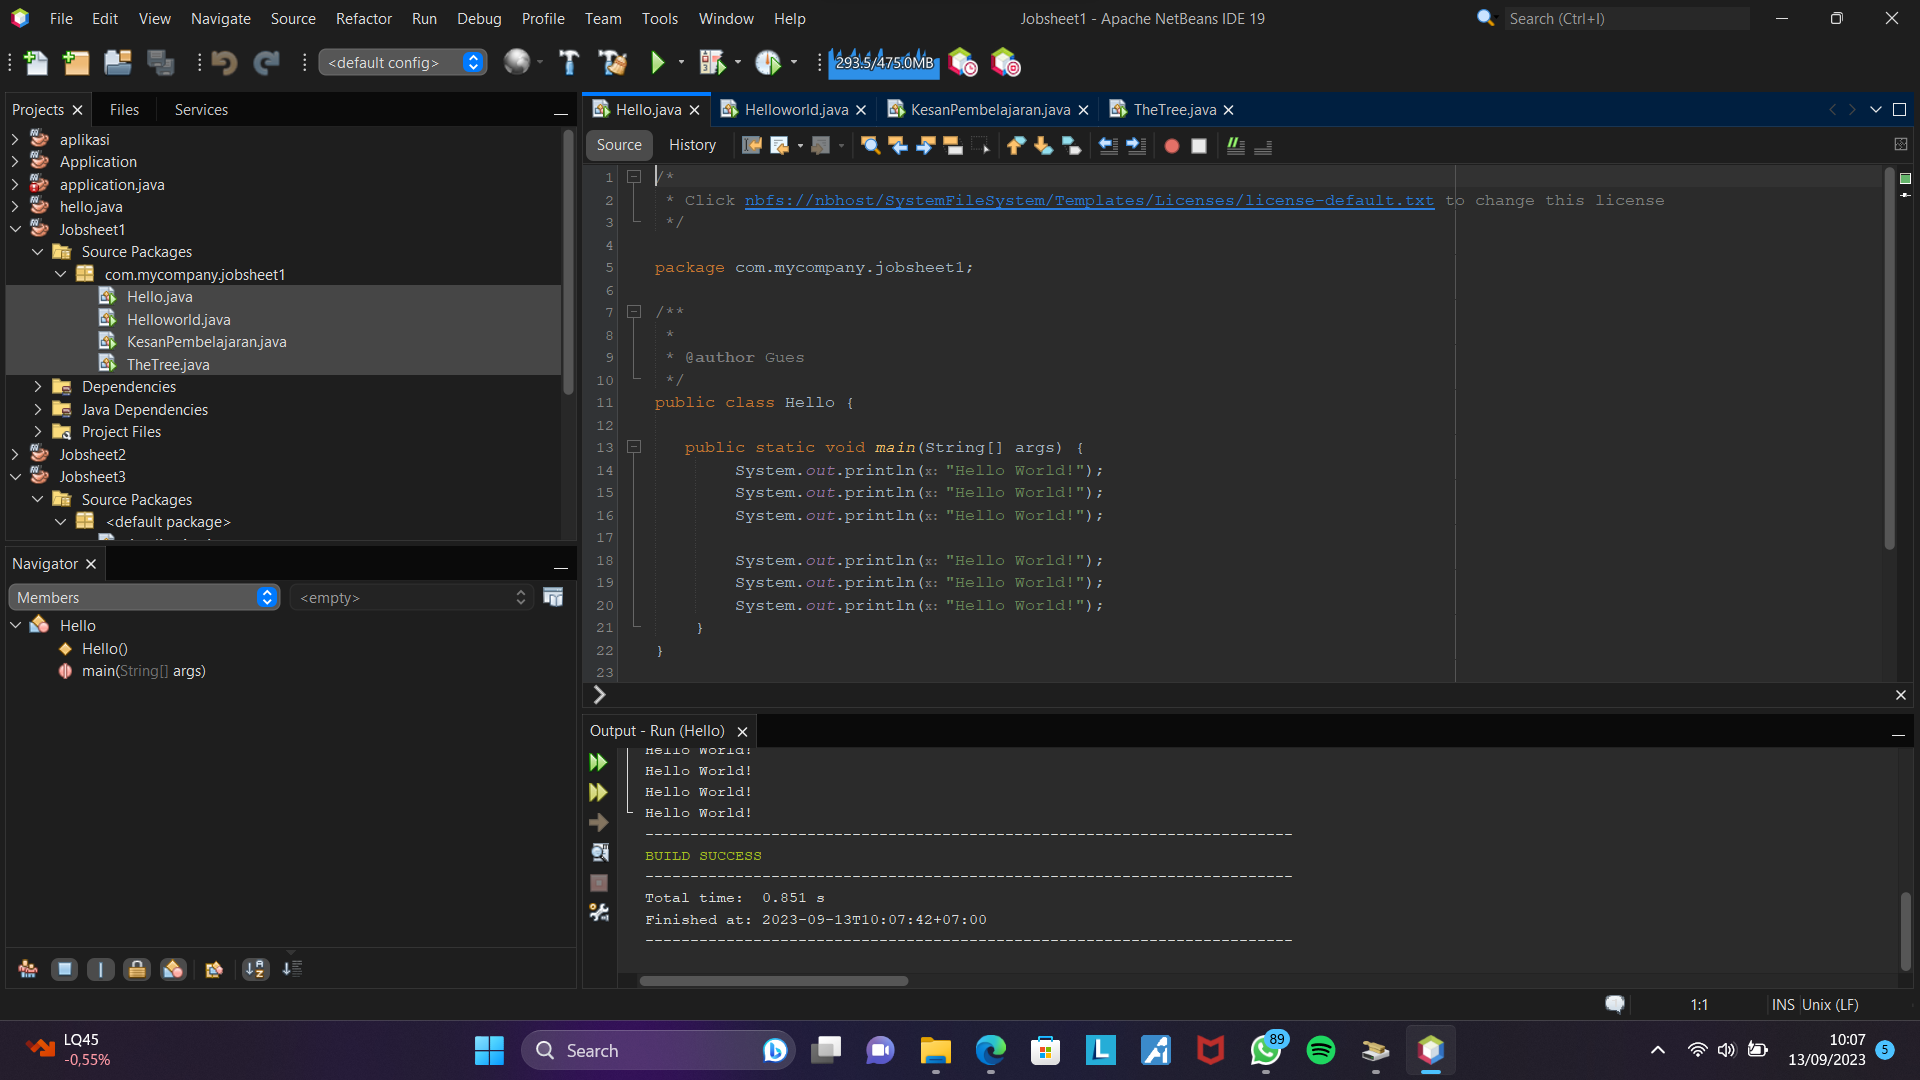 File Edit View Navigate Source Refactor Run Debug Profile Team Tools Window Help
Jobsheet1 - Apache NetBeans IDE 19
Search (Ctrl+I)
<default config>
293.5/475.0MB
Projects Files Services
aplikasi
Application
application.java
hello.java
Jobsheet1
Source Packages
com.mycompany.jobsheet1
Hello.java
Helloworld.java
KesanPembelajaran.java
TheTree.java
Dependencies
Java Dependencies
Project Files
Jobsheet2
Jobsheet3
Source Packages
<default package>
Navigator
Members <empty>
Hello
Hello()
main(String[] args)
Hello.java Helloworld.java KesanPembelajaran.java TheTree.java
Source History
1 /*
2 * Click nbfs://nbhost/SystemFileSystem/Templates/Licenses/license-default.txt to change this license
3 */
4
5 package com.mycompany.jobsheet1;
6
7 /**
8 *
9 * @author Gues
10 */
11 public class Hello {
12
13 public static void main(String[] args) {
14 System.out.println(x: "Hello World!");
15 System.out.println(x: "Hello World!");
16 System.out.println(x: "Hello World!");
17
18 System.out.println(x: "Hello World!");
19 System.out.println(x: "Hello World!");
20 System.out.println(x: "Hello World!");
21 }
22 }
23
Output - Run (Hello)
Hello World!
Hello World!
Hello World!
Hello World!
------------------------------------------------------------------------
BUILD SUCCESS
------------------------------------------------------------------------
Total time: 0.851 s
Finished at: 2023-09-13T10:07:42+07:00
------------------------------------------------------------------------
1:1 INS Unix (LF)
LQ45
-0,55%
Search
89
10:07
13/09/2023
5